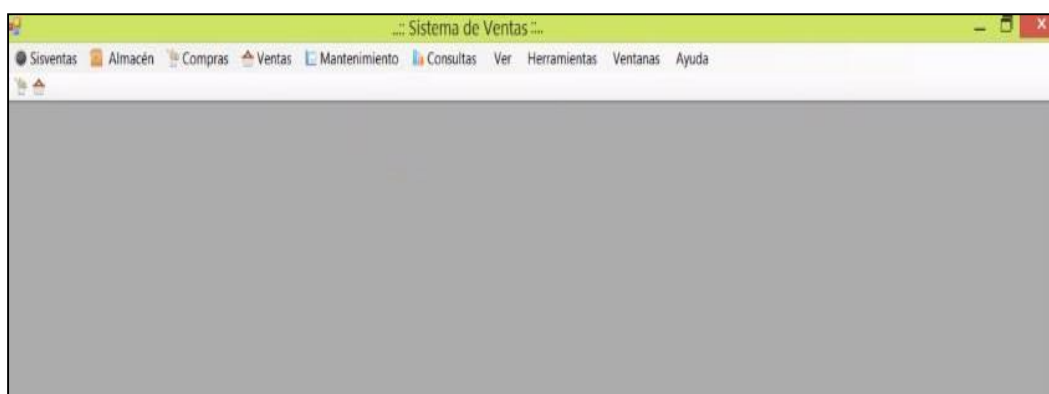 ..:: Sistema de Ventas ::..
Sisventas Almacén Compras Ventas Mantenimiento Consultas Ver Herramientas Ventanas Ayuda